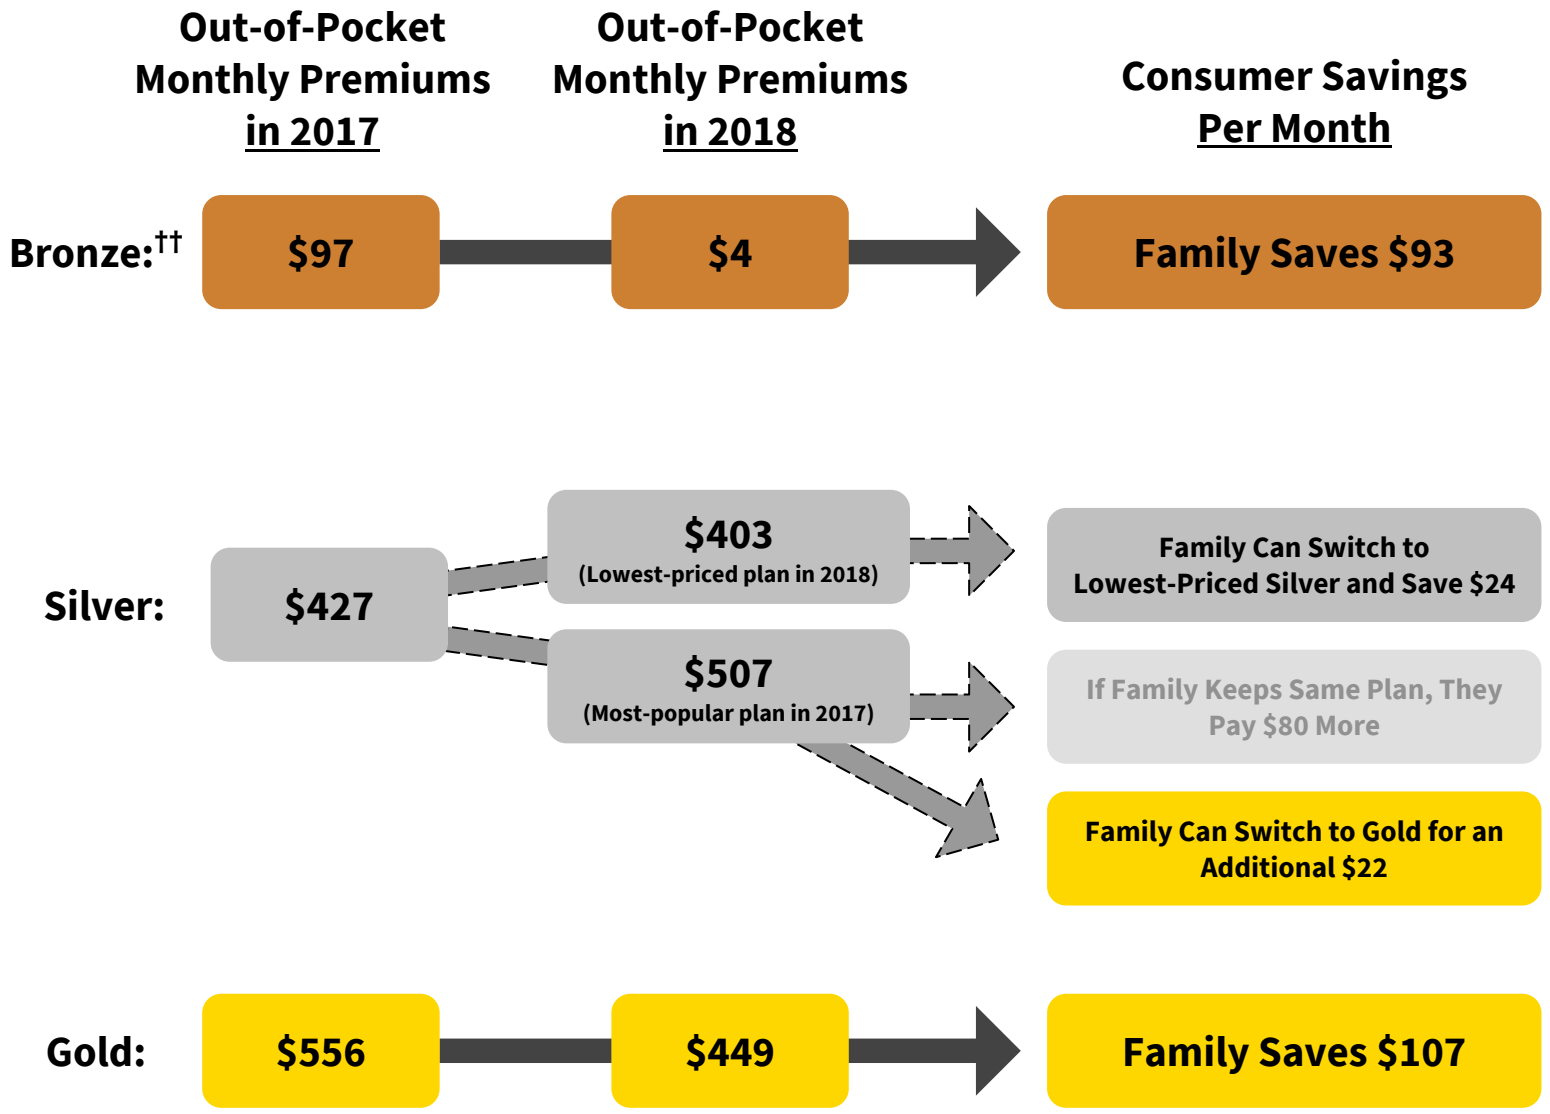 Out-of-Pocket
Monthly Premiums
in 2017
Out-of-Pocket
Monthly Premiums
in 2018
Consumer Savings
Per Month
Bronze:††
$97
$4
Family Saves $93
Silver:
$427
$403
(Lowest-priced plan in 2018)
Family Can Switch to
Lowest-Priced Silver and Save $24
$507
(Most-popular plan in 2017)
If Family Keeps Same Plan, They
Pay $80 More
Family Can Switch to Gold for an
Additional $22
Gold:
$556
$449
Family Saves $107